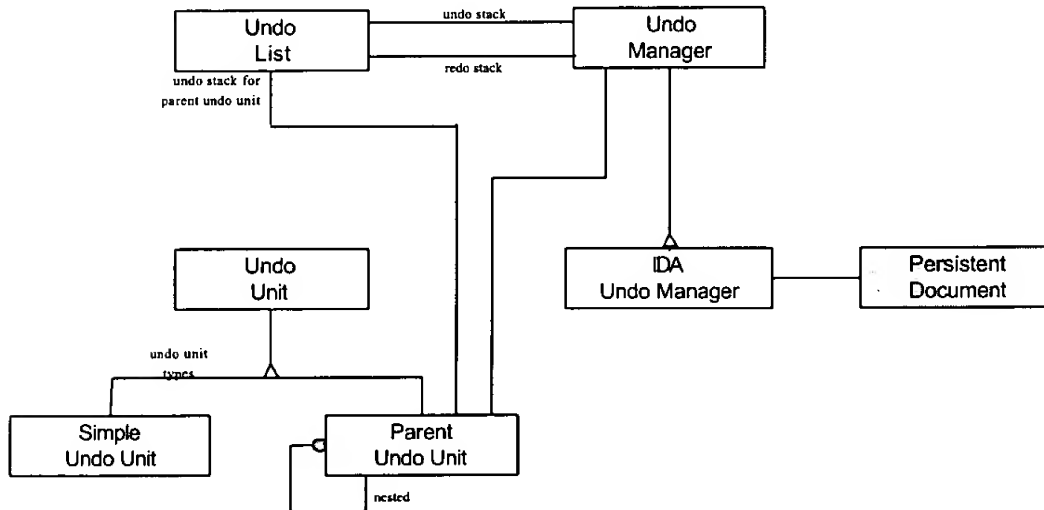 undo stack
Undo
List
Undo
Manager
redo stack
undo stack for
parent undo unit
Undo
Unit
IDA
Undo Manager
Persistent
Document
undo unit
types
Simple
Undo Unit
Parent
Undo Unit
nested